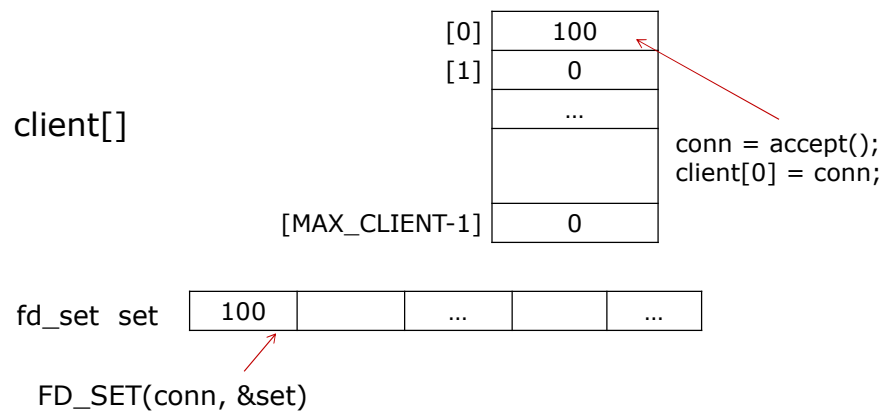 [0] 100
[1] 0
...
client[]
conn = accept();
client[0] = conn;
[MAX_CLIENT-1] 0
fd_set set 100 ... ...
FD_SET(conn, &set)